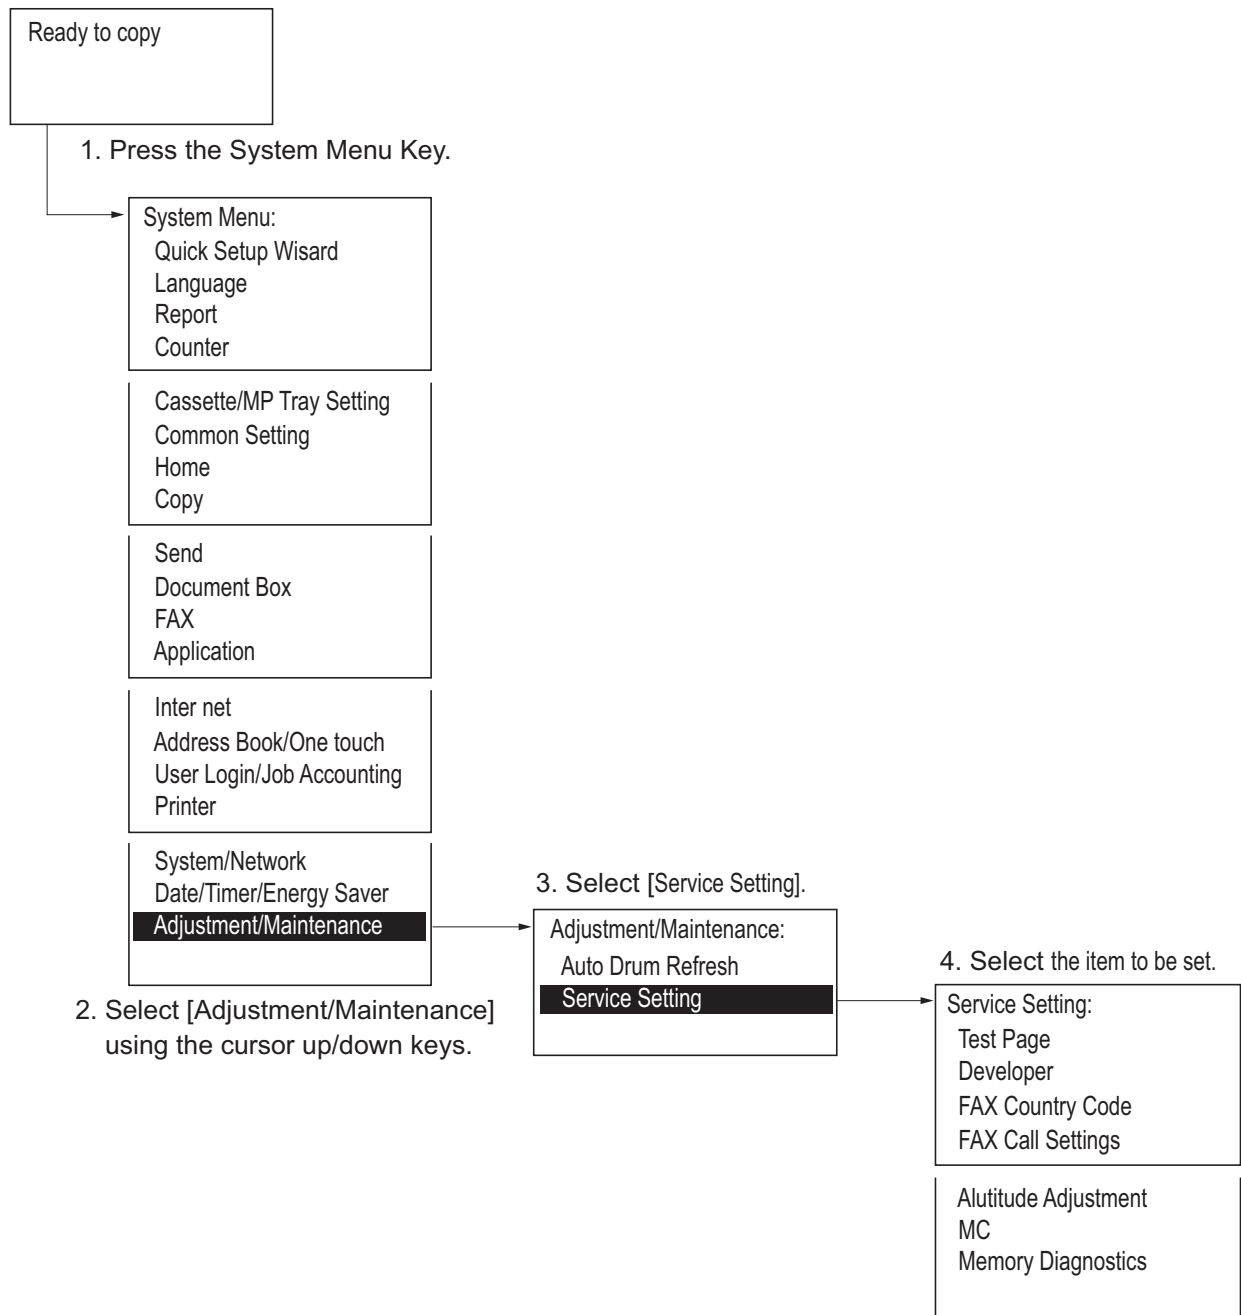 Ready to copy
1. Press the System Menu Key.
System Menu:
Quick Setup Wisard
Language
Report
Counter
Cassette/MP Tray Setting
Common Setting
Home
Copy
Send
Document Box
FAX
Application
Inter net
Address Book/One touch
User Login/Job Accounting
Printer
System/Network
Date/Timer/Energy Saver
Adjustment/Maintenance
2. Select [Adjustment/Maintenance]
using the cursor up/down keys.
3. Select [Service Setting].
Adjustment/Maintenance:
Auto Drum Refresh
Service Setting
4. Select the item to be set.
Service Setting:
Test Page
Developer
FAX Country Code
FAX Call Settings
Alutitude Adjustment
MC
Memory Diagnostics